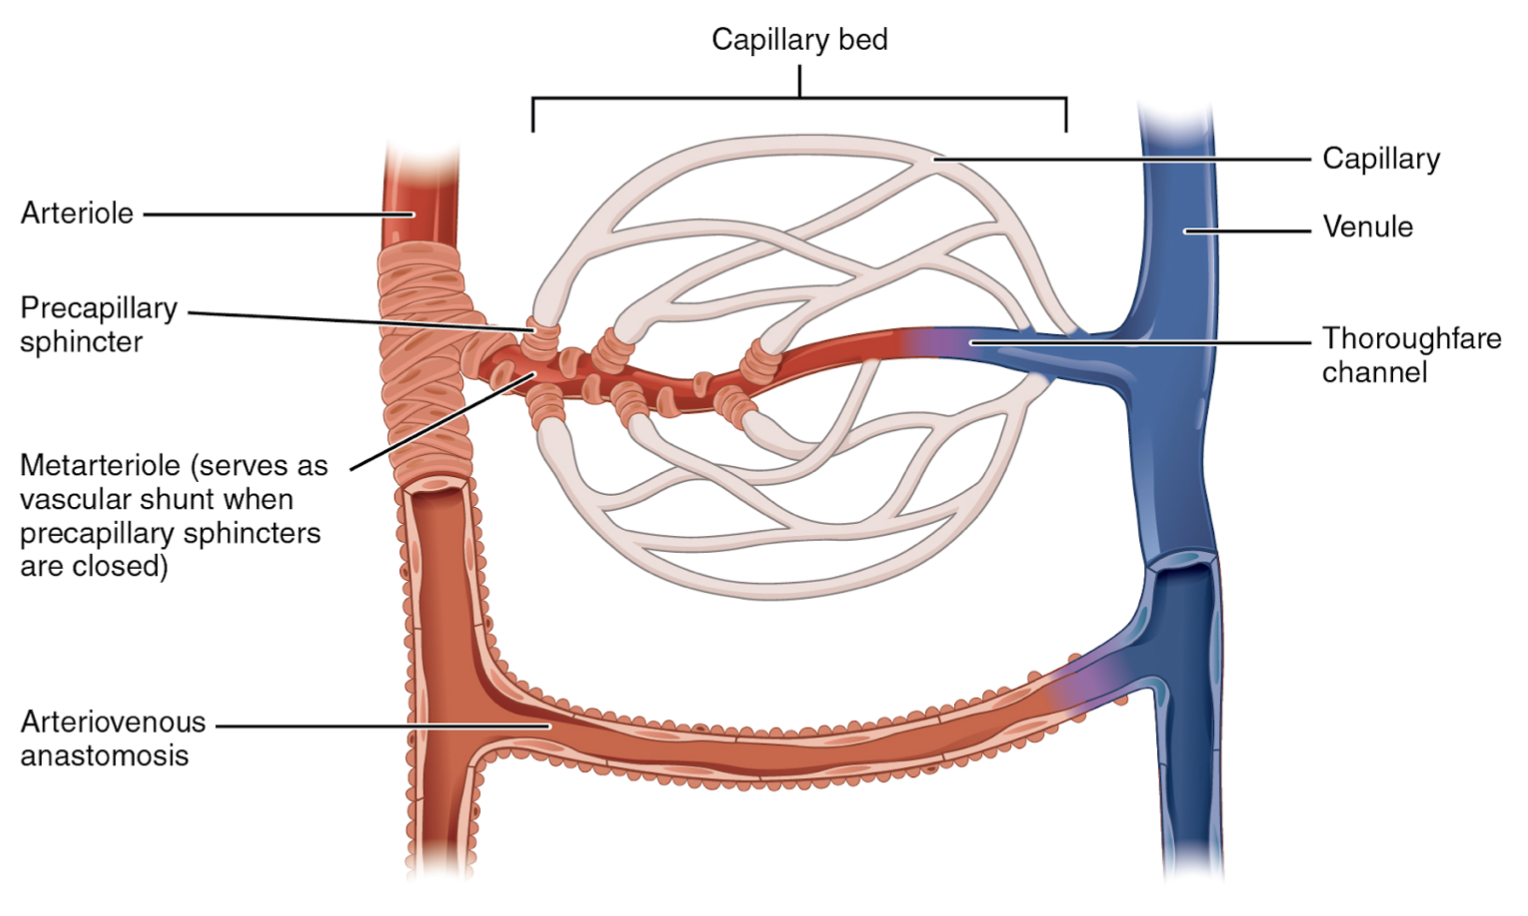 Capillary bed
Arteriole
Precapillary
sphincter
Metarteriole (serves as
vascular shunt when
precapillary sphincters
are closed)
Arteriovenous
anastomosis
Capillary
Venule
Thoroughfare
channel